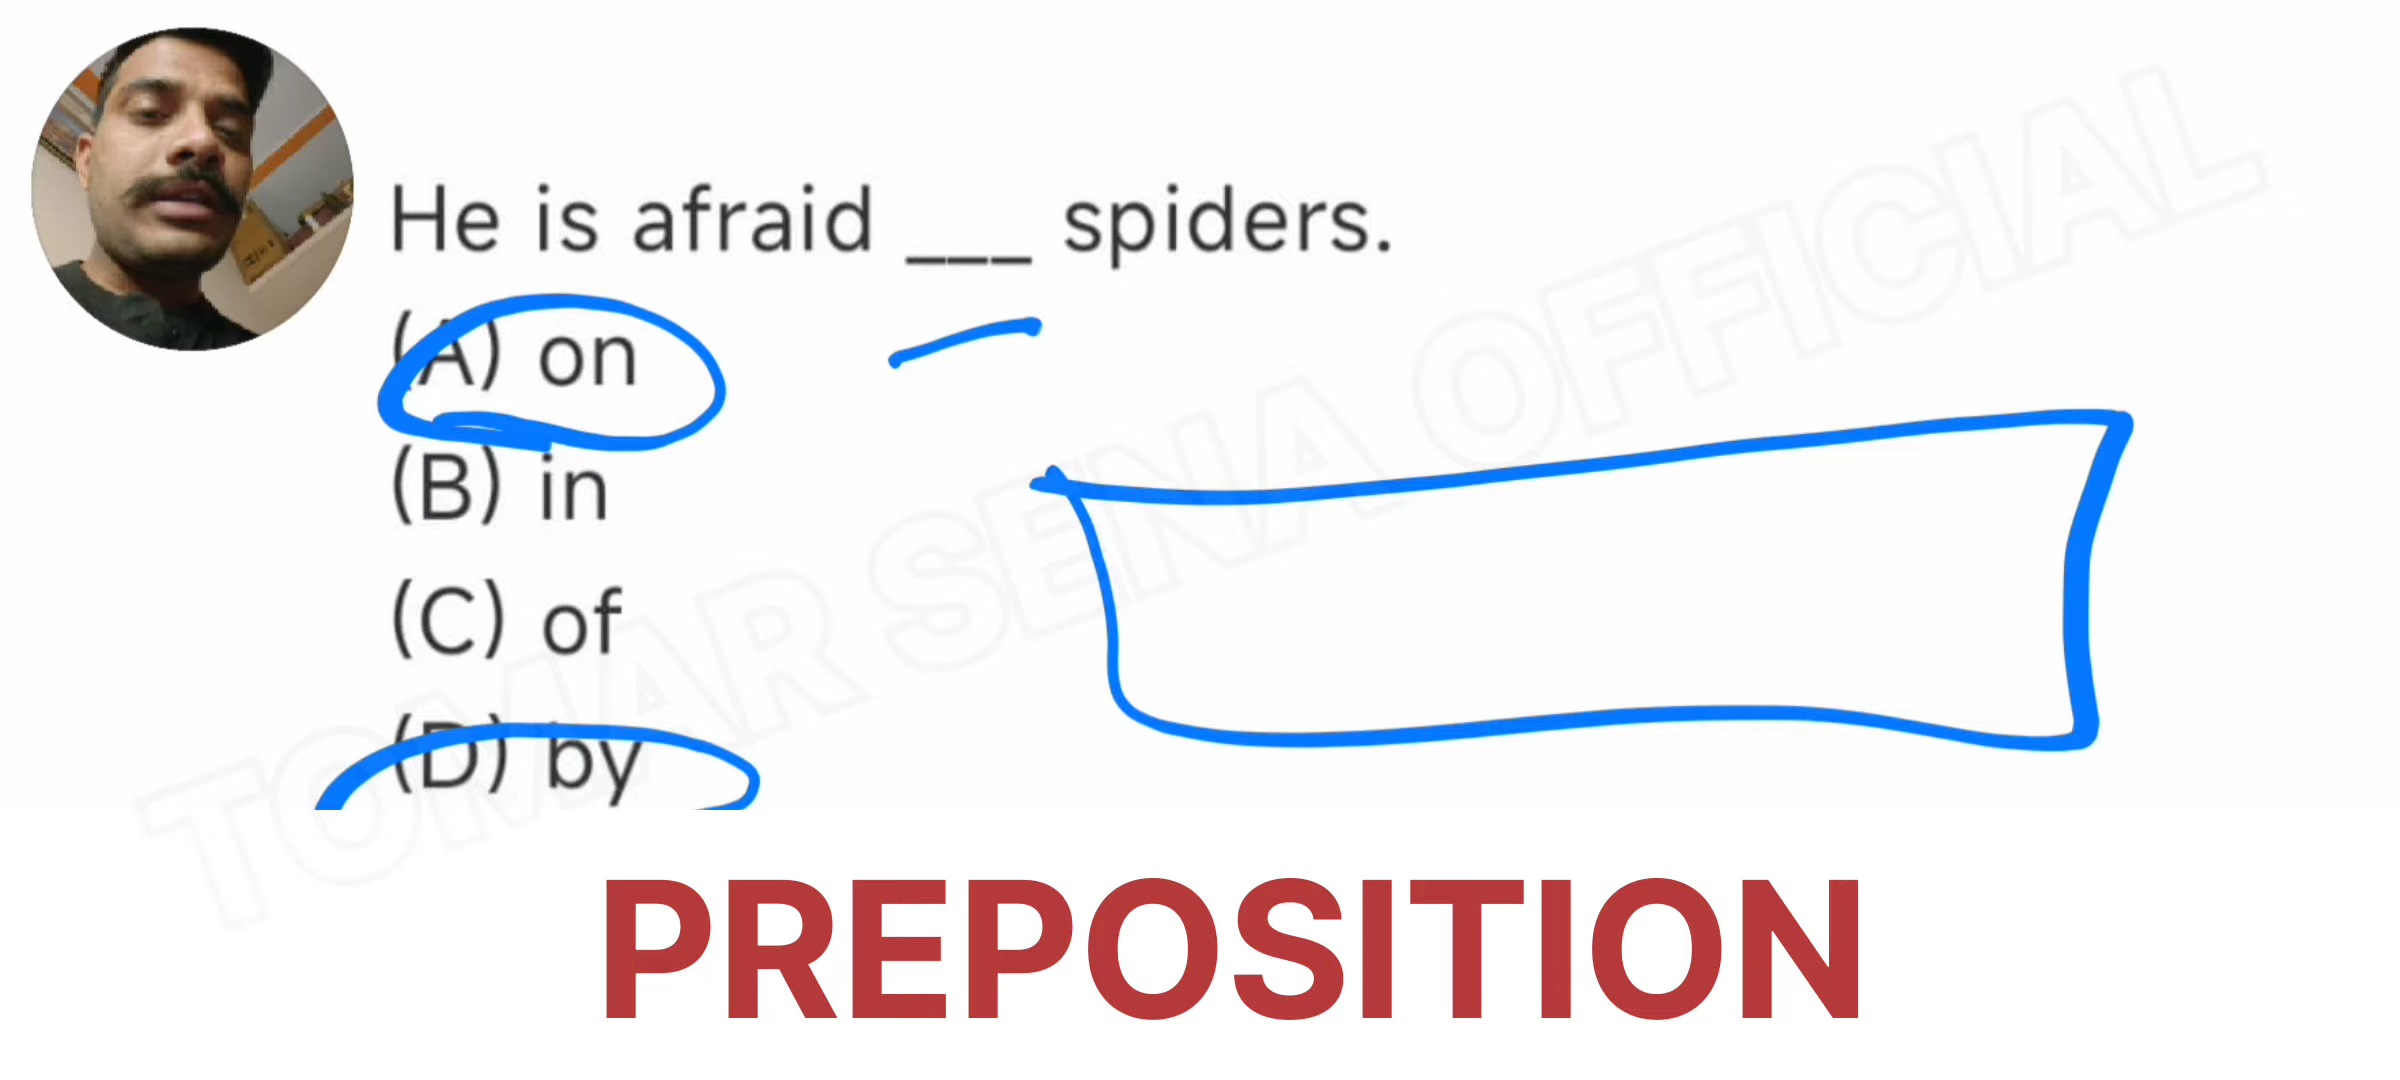 He is afraid ___ spiders.
(A) on
(B) in
(C) of
(D) by
TOMAR SENA OFFICIAL
PREPOSITION